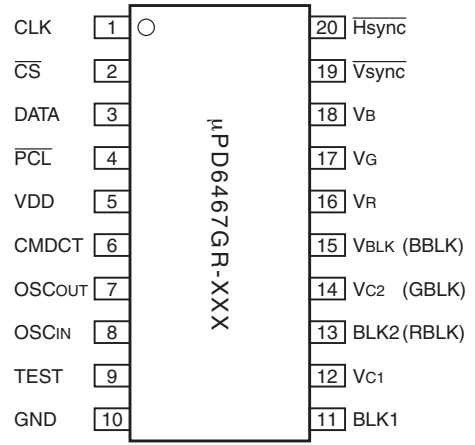 CLK 1 20 Hsync
CS 2 19 Vsync
DATA 3 18 VB
PCL 4 17 VG
VDD 5 16 VR
CMDCT 6 15 VBLK (BBLK)
OSCOUT 7 14 VC2 (GBLK)
OSCIN 8 13 BLK2 (RBLK)
TEST 9 12 VC1
GND 10 11 BLK1
μPD6467GR-XXX